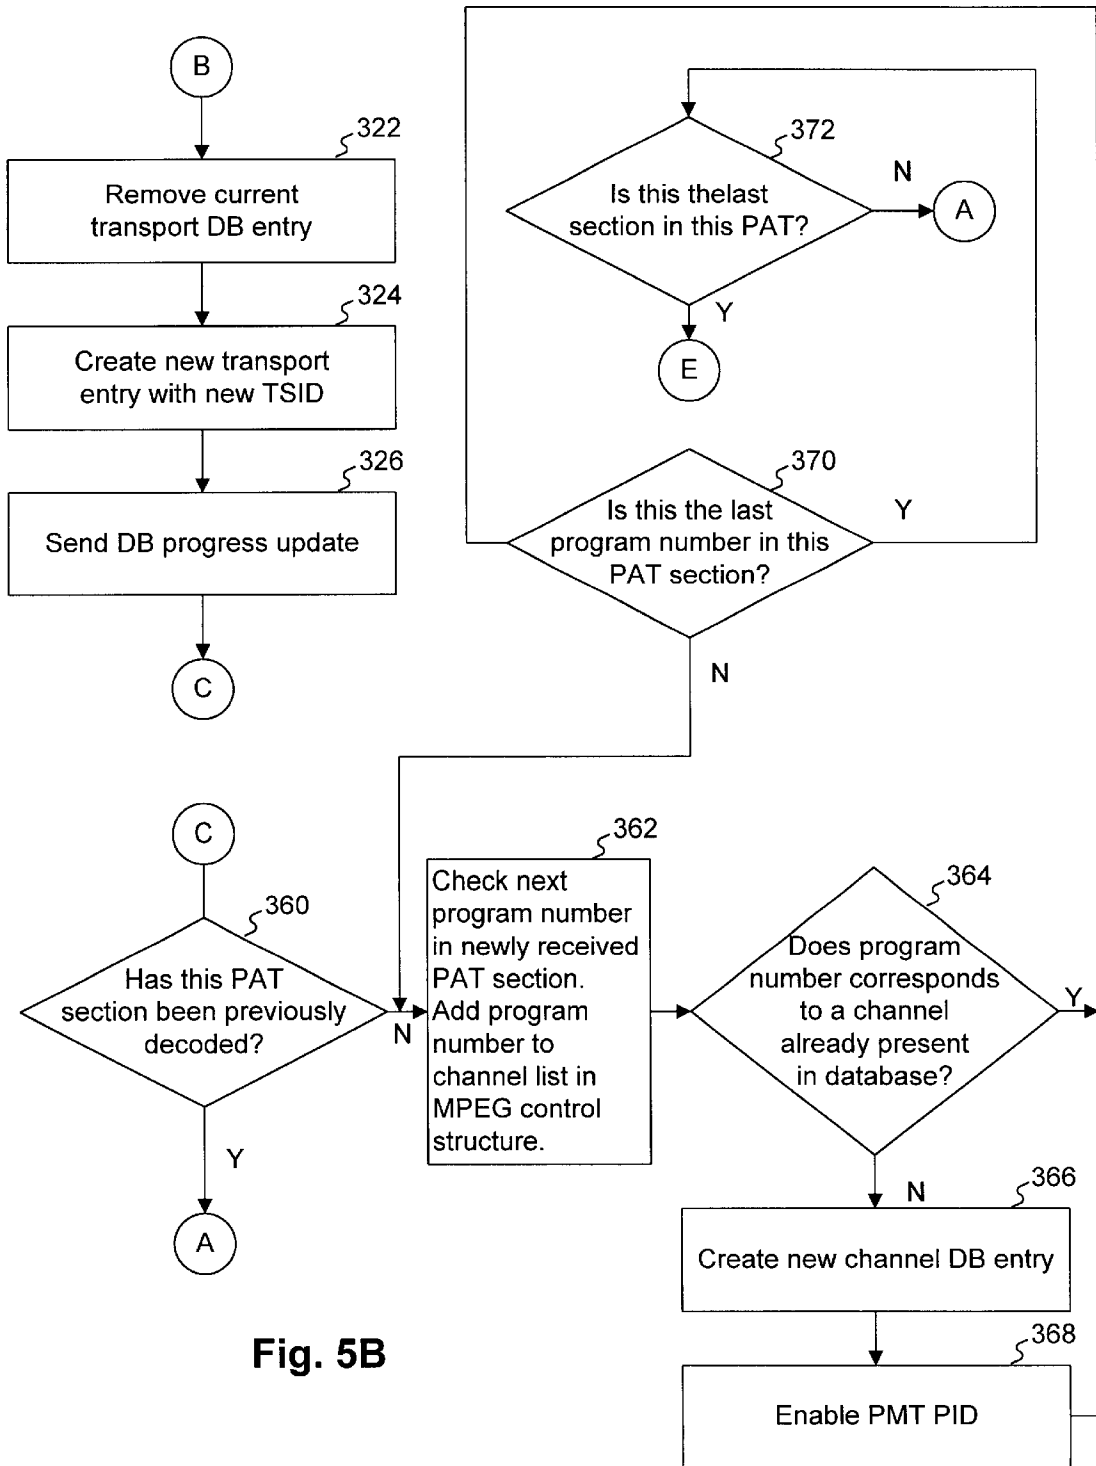 B
322
Remove current
transport DB entry
324
Create new transport
entry with new TSID
326
Send DB progress update
C
372
Is this thelast
section in this PAT?
N
A
Y
E
370
Is this the last
program number in this
PAT section?
Y
N
C
360
Has this PAT
section been previously
decoded?
N
Y
A
362
Check next
program number
in newly received
PAT section.
Add program
number to
channel list in
MPEG control
structure.
364
Does program
number corresponds
to a channel
already present
in database?
Y
N
366
Create new channel DB entry
368
Enable PMT PID
Fig. 5B